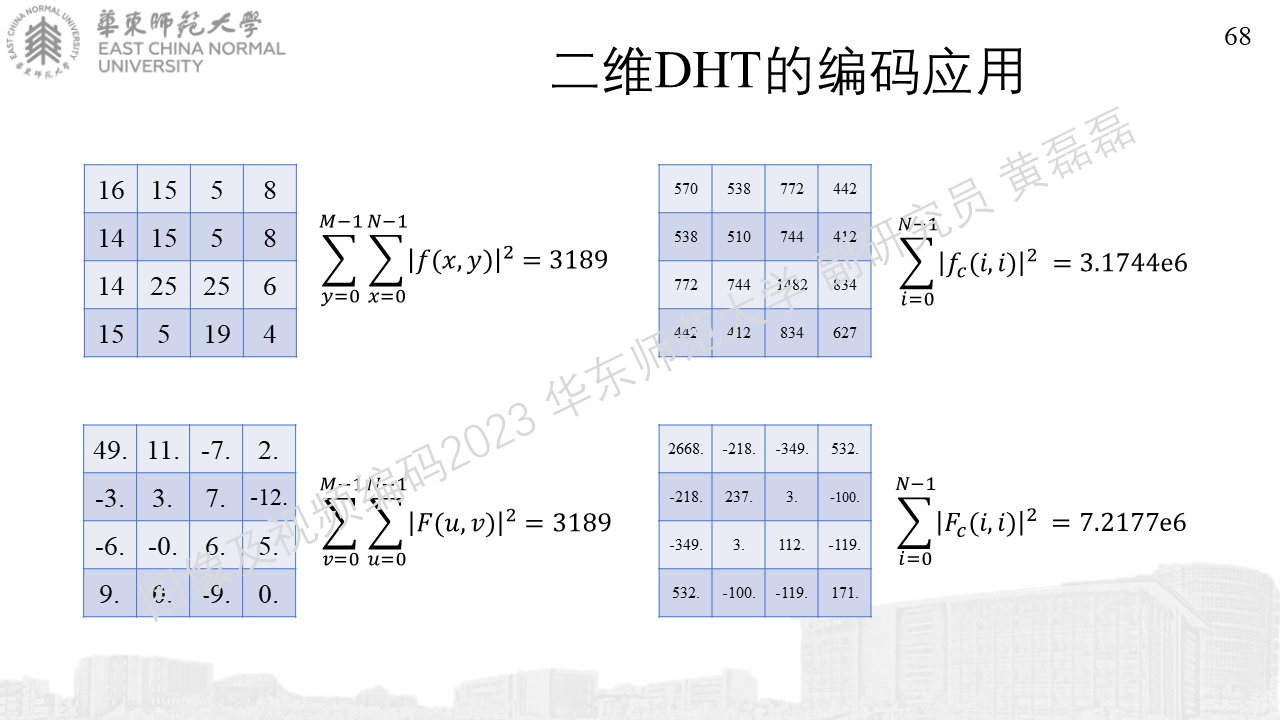 華東師範大學
EAST CHINA NORMAL
UNIVERSITY
EAST CHINA NORMAL UNIVERSITY
華東師範大學
68
二维DHT的编码应用
16 15 5 8
14 15 5 8
14 25 25 6
15 5 19 4
M−1 N−1
∑ ∑ |f(x, y)|² = 3189
y=0 x=0
570 538 772 442
538 510 744 412
772 744 1482 834
442 412 834 627
N−1
∑ |f_c(i, i)|² = 3.1744e6
i=0
49. 11. -7. 2.
-3. 3. 7. -12.
-6. -0. 6. 5.
9. 0. -9. 0.
M−1 N−1
∑ ∑ |F(u, v)|² = 3189
v=0 u=0
2668. -218. -349. 532.
-218. 237. 3. -100.
-349. 3. 112. -119.
532. -100. -119. 171.
N−1
∑ |F_c(i, i)|² = 7.2177e6
i=0
图像及视频编码2023 华东师范大学 副研究员 黄磊磊